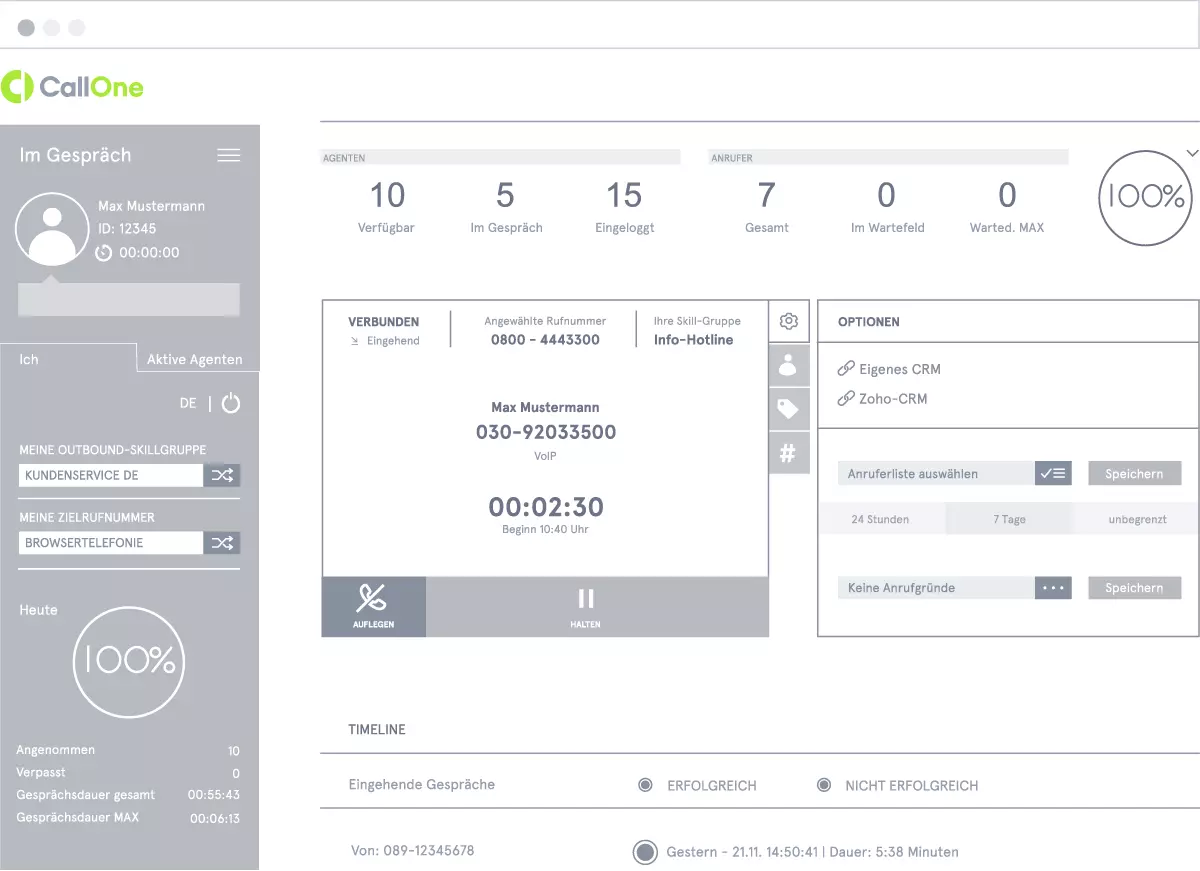 CallOne
Im Gespräch
Max Mustermann
ID: 12345
00:00:00
Ich
Aktive Agenten
DE |
MEINE OUTBOUND-SKILLGRUPPE
KUNDENSERVICE DE
MEINE ZIELRUFNUMMER
BROWSERTELEFONIE
Heute
100%
Angenommen 10
Verpasst 0
Gesprächsdauer gesamt 00:55:43
Gesprächsdauer MAX 00:06:13
AGENTEN
10 5 15
Verfügbar Im Gespräch Eingeloggt
ANRUFER
7 0 0
Gesamt Im Wartefeld Warted. MAX
100%
VERBUNDEN
Eingehend
Angewählte Rufnummer
0800 - 4443300
Ihre Skill-Gruppe
Info-Hotline
Max Mustermann
030-92033500
VoIP
00:02:30
Beginn 10:40 Uhr
AUFLEGEN
HALTEN
#
OPTIONEN
Eigenes CRM
Zoho-CRM
Anruferliste auswählen
Speichern
24 Stunden 7 Tage unbegrenzt
Keine Anrufgründe
Speichern
TIMELINE
Eingehende Gespräche ERFOLGREICH NICHT ERFOLGREICH
Von: 089-12345678 Gestern - 21.11. 14:50:41 | Dauer: 5:38 Minuten